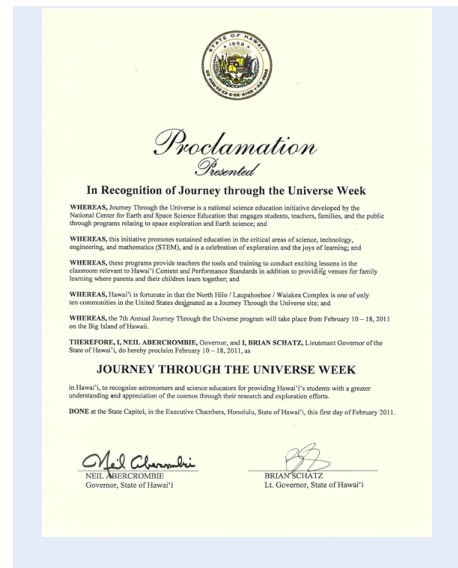 STATE OF HAWAII
1959
Proclamation
Presented
In Recognition of Journey through the Universe Week
WHEREAS, Journey Through the Universe is a national science education initiative developed by the
National Center for Earth and Space Science Education that engages students, teachers, families, and the public
through programs relating to space exploration and Earth science; and
WHEREAS, this initiative promotes sustained education in the critical areas of science, technology,
engineering, and mathematics (STEM), and is a celebration of exploration and the joys of learning; and
WHEREAS, these programs provide teachers the tools and training to conduct exciting lessons in the
classroom relevant to Hawai'i Content and Performance Standards in addition to providing venues for family
learning where parents and their children learn together; and
WHEREAS, Hawai'i is fortunate in that the North Hilo / Laupahoehoe / Waiakea Complex is one of only
ten communities in the United States designated as a Journey Through the Universe site; and
WHEREAS, the 7th Annual Journey Through the Universe program will take place from February 10 – 18, 2011
on the Big Island of Hawaii.
THEREFORE, I, NEIL ABERCROMBIE, Governor, and I, BRIAN SCHATZ, Lieutenant Governor of the
State of Hawai'i, do hereby proclaim February 10 – 18, 2011, as
JOURNEY THROUGH THE UNIVERSE WEEK
in Hawai'i, to recognize astronomers and science educators for providing Hawai'i's students with a greater
understanding and appreciation of the cosmos through their research and exploration efforts.
DONE at the State Capitol, in the Executive Chambers, Honolulu, State of Hawai'i, this first day of February 2011.
Neil Abercrombie
NEIL ABERCROMBIE
Governor, State of Hawai'i
BRIAN SCHATZ
Lt. Governor, State of Hawai'i